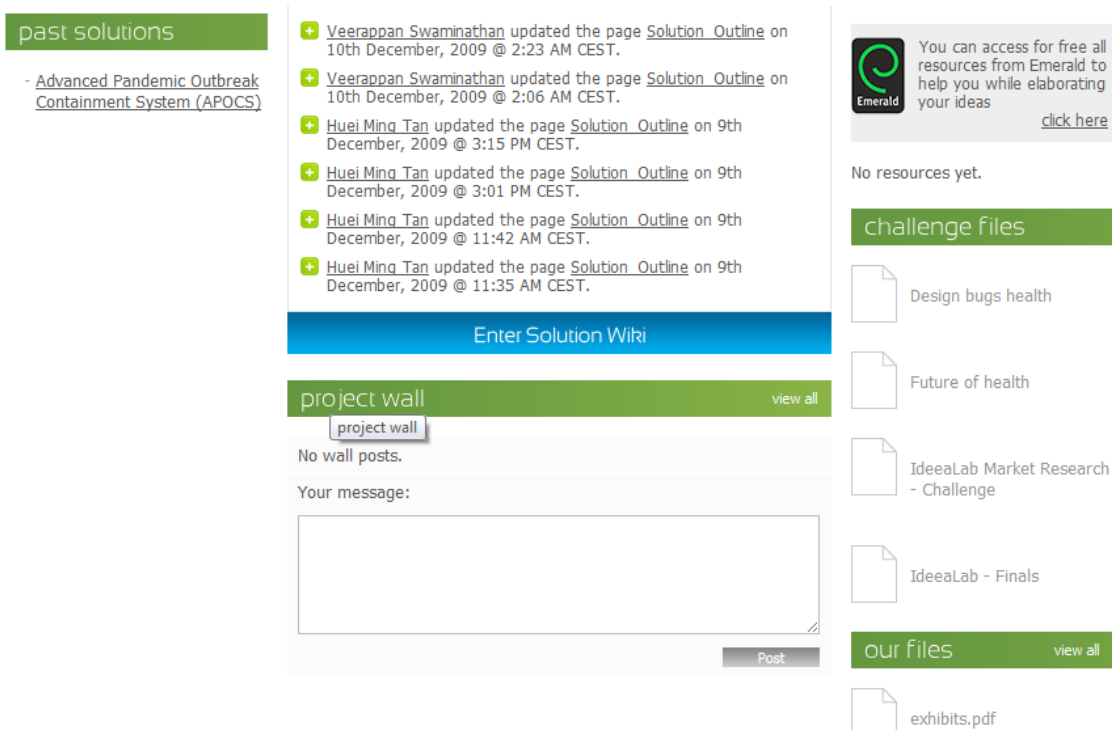 past solutions
- Advanced Pandemic Outbreak
Containment System (APOCS)
Veerappan Swaminathan updated the page Solution_Outline on
10th December, 2009 @ 2:23 AM CEST.
Veerappan Swaminathan updated the page Solution_Outline on
10th December, 2009 @ 2:06 AM CEST.
Huei Ming Tan updated the page Solution_Outline on 9th
December, 2009 @ 3:15 PM CEST.
Huei Ming Tan updated the page Solution_Outline on 9th
December, 2009 @ 3:01 PM CEST.
Huei Ming Tan updated the page Solution_Outline on 9th
December, 2009 @ 11:42 AM CEST.
Huei Ming Tan updated the page Solution_Outline on 9th
December, 2009 @ 11:35 AM CEST.
Enter Solution Wiki
project wall view all
project wall
No wall posts.
Your message:
Post
Emerald
You can access for free all
resources from Emerald to
help you while elaborating
your ideas
click here
No resources yet.
challenge files
Design bugs health
Future of health
IdeeaLab Market Research
- Challenge
IdeeaLab - Finals
our files view all
exhibits.pdf